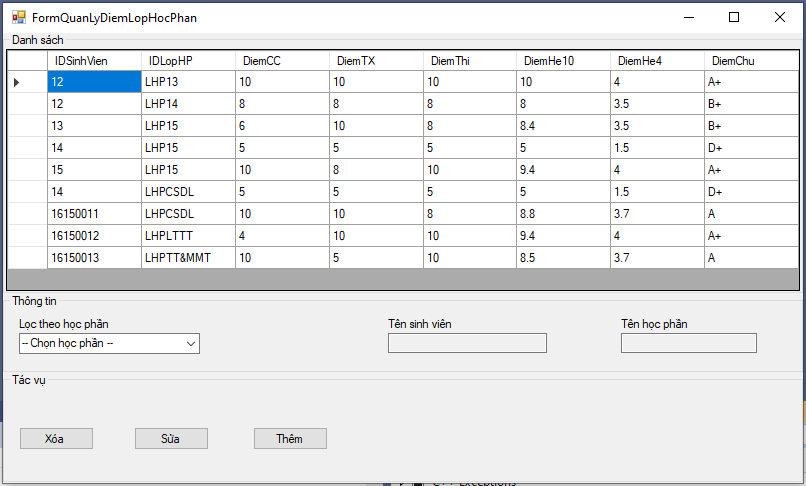 FormQuanLyDiemLopHocPhan
Danh sách
IDSinhVien IDLopHP DiemCC DiemTX DiemThi DiemHe10 DiemHe4 DiemChu
12 LHP13 10 10 10 10 4 A+
12 LHP14 8 8 8 8 3.5 B+
13 LHP15 6 10 8 8.4 3.5 B+
14 LHP15 5 5 5 5 1.5 D+
15 LHP15 10 8 10 9.4 4 A+
14 LHPCSDL 5 5 5 5 1.5 D+
16150011 LHPCSDL 10 10 8 8.8 3.7 A
16150012 LHPLTTT 4 10 10 9.4 4 A+
16150013 LHPTT&MMT 10 5 10 8.5 3.7 A
Thông tin
Lọc theo học phần Tên sinh viên Tên học phần
-- Chọn học phần --
Tác vụ
Xóa Sửa Thêm
C++ Exceptions